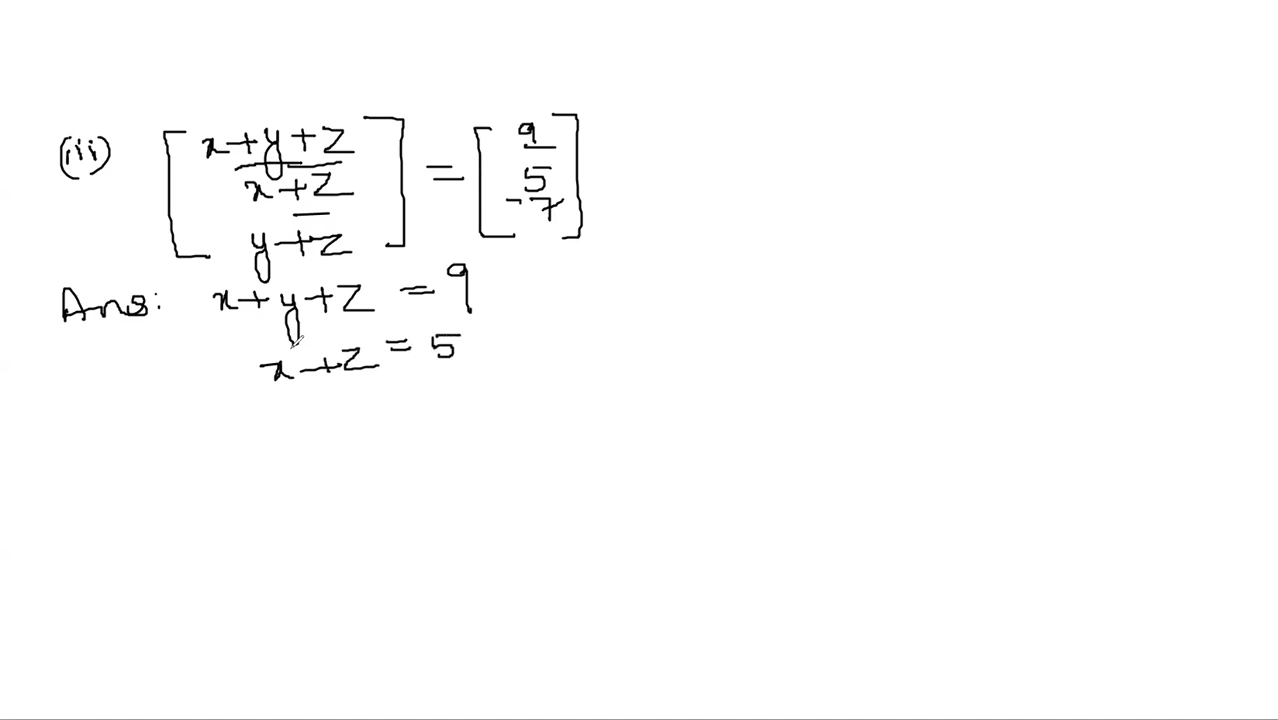 (iii) [ x+y+z ] = [ 9 ]
x+z 5
y+z -7
Ans: x+y+z = 9
x+z = 5